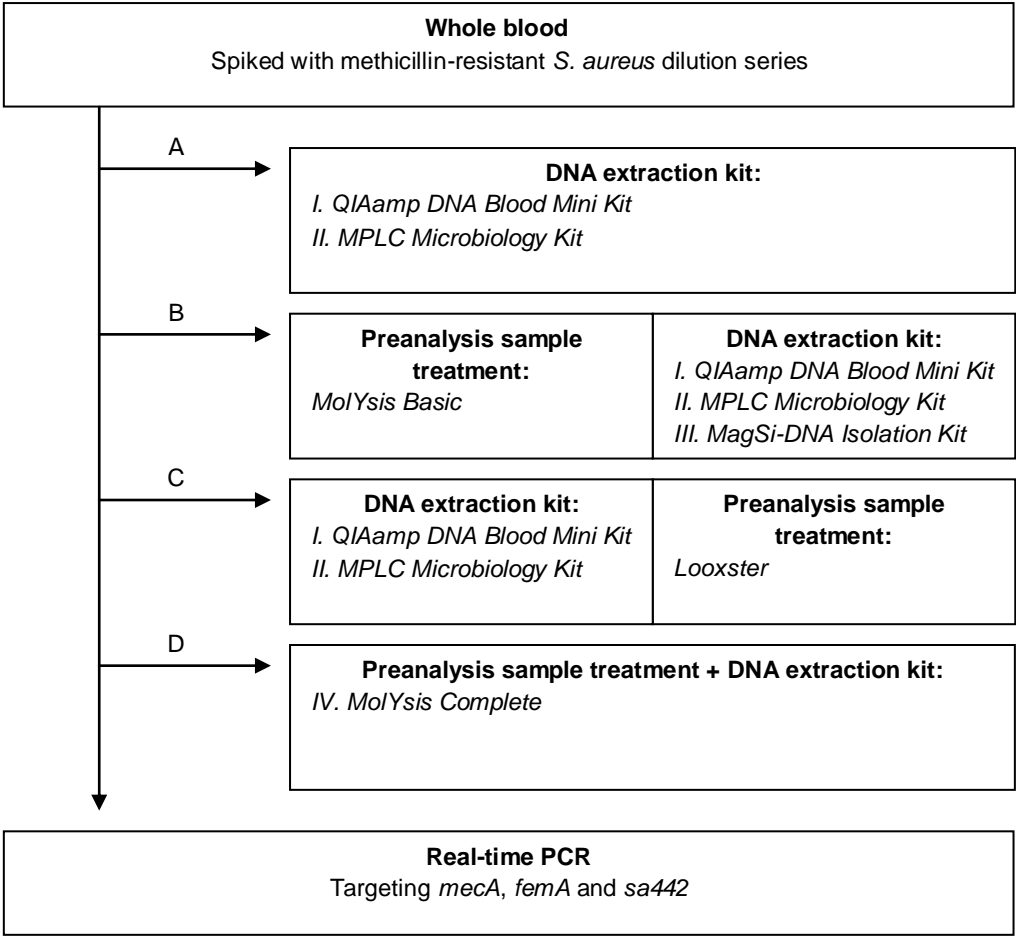 Whole blood
Spiked with methicillin-resistant S. aureus dilution series
A
DNA extraction kit:
I. QIAamp DNA Blood Mini Kit
II. MPLC Microbiology Kit
B
Preanalysis sample
treatment:
MolYsis Basic
DNA extraction kit:
I. QIAamp DNA Blood Mini Kit
II. MPLC Microbiology Kit
III. MagSi-DNA Isolation Kit
C
DNA extraction kit:
I. QIAamp DNA Blood Mini Kit
II. MPLC Microbiology Kit
Preanalysis sample
treatment:
Looxster
D
Preanalysis sample treatment + DNA extraction kit:
IV. MolYsis Complete
Real-time PCR
Targeting mecA, femA and sa442